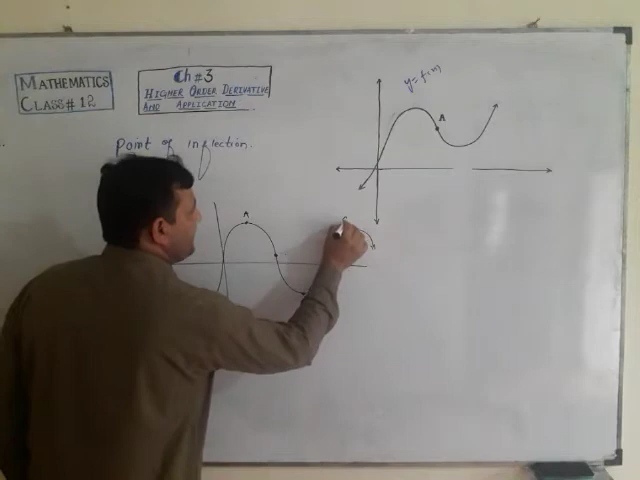 MATHEMATICS
CLASS# 12
Ch #3
HIGHER ORDER DERIVATIVE
AND APPLICATION
y = f(x)
A
Point of inflection.
A